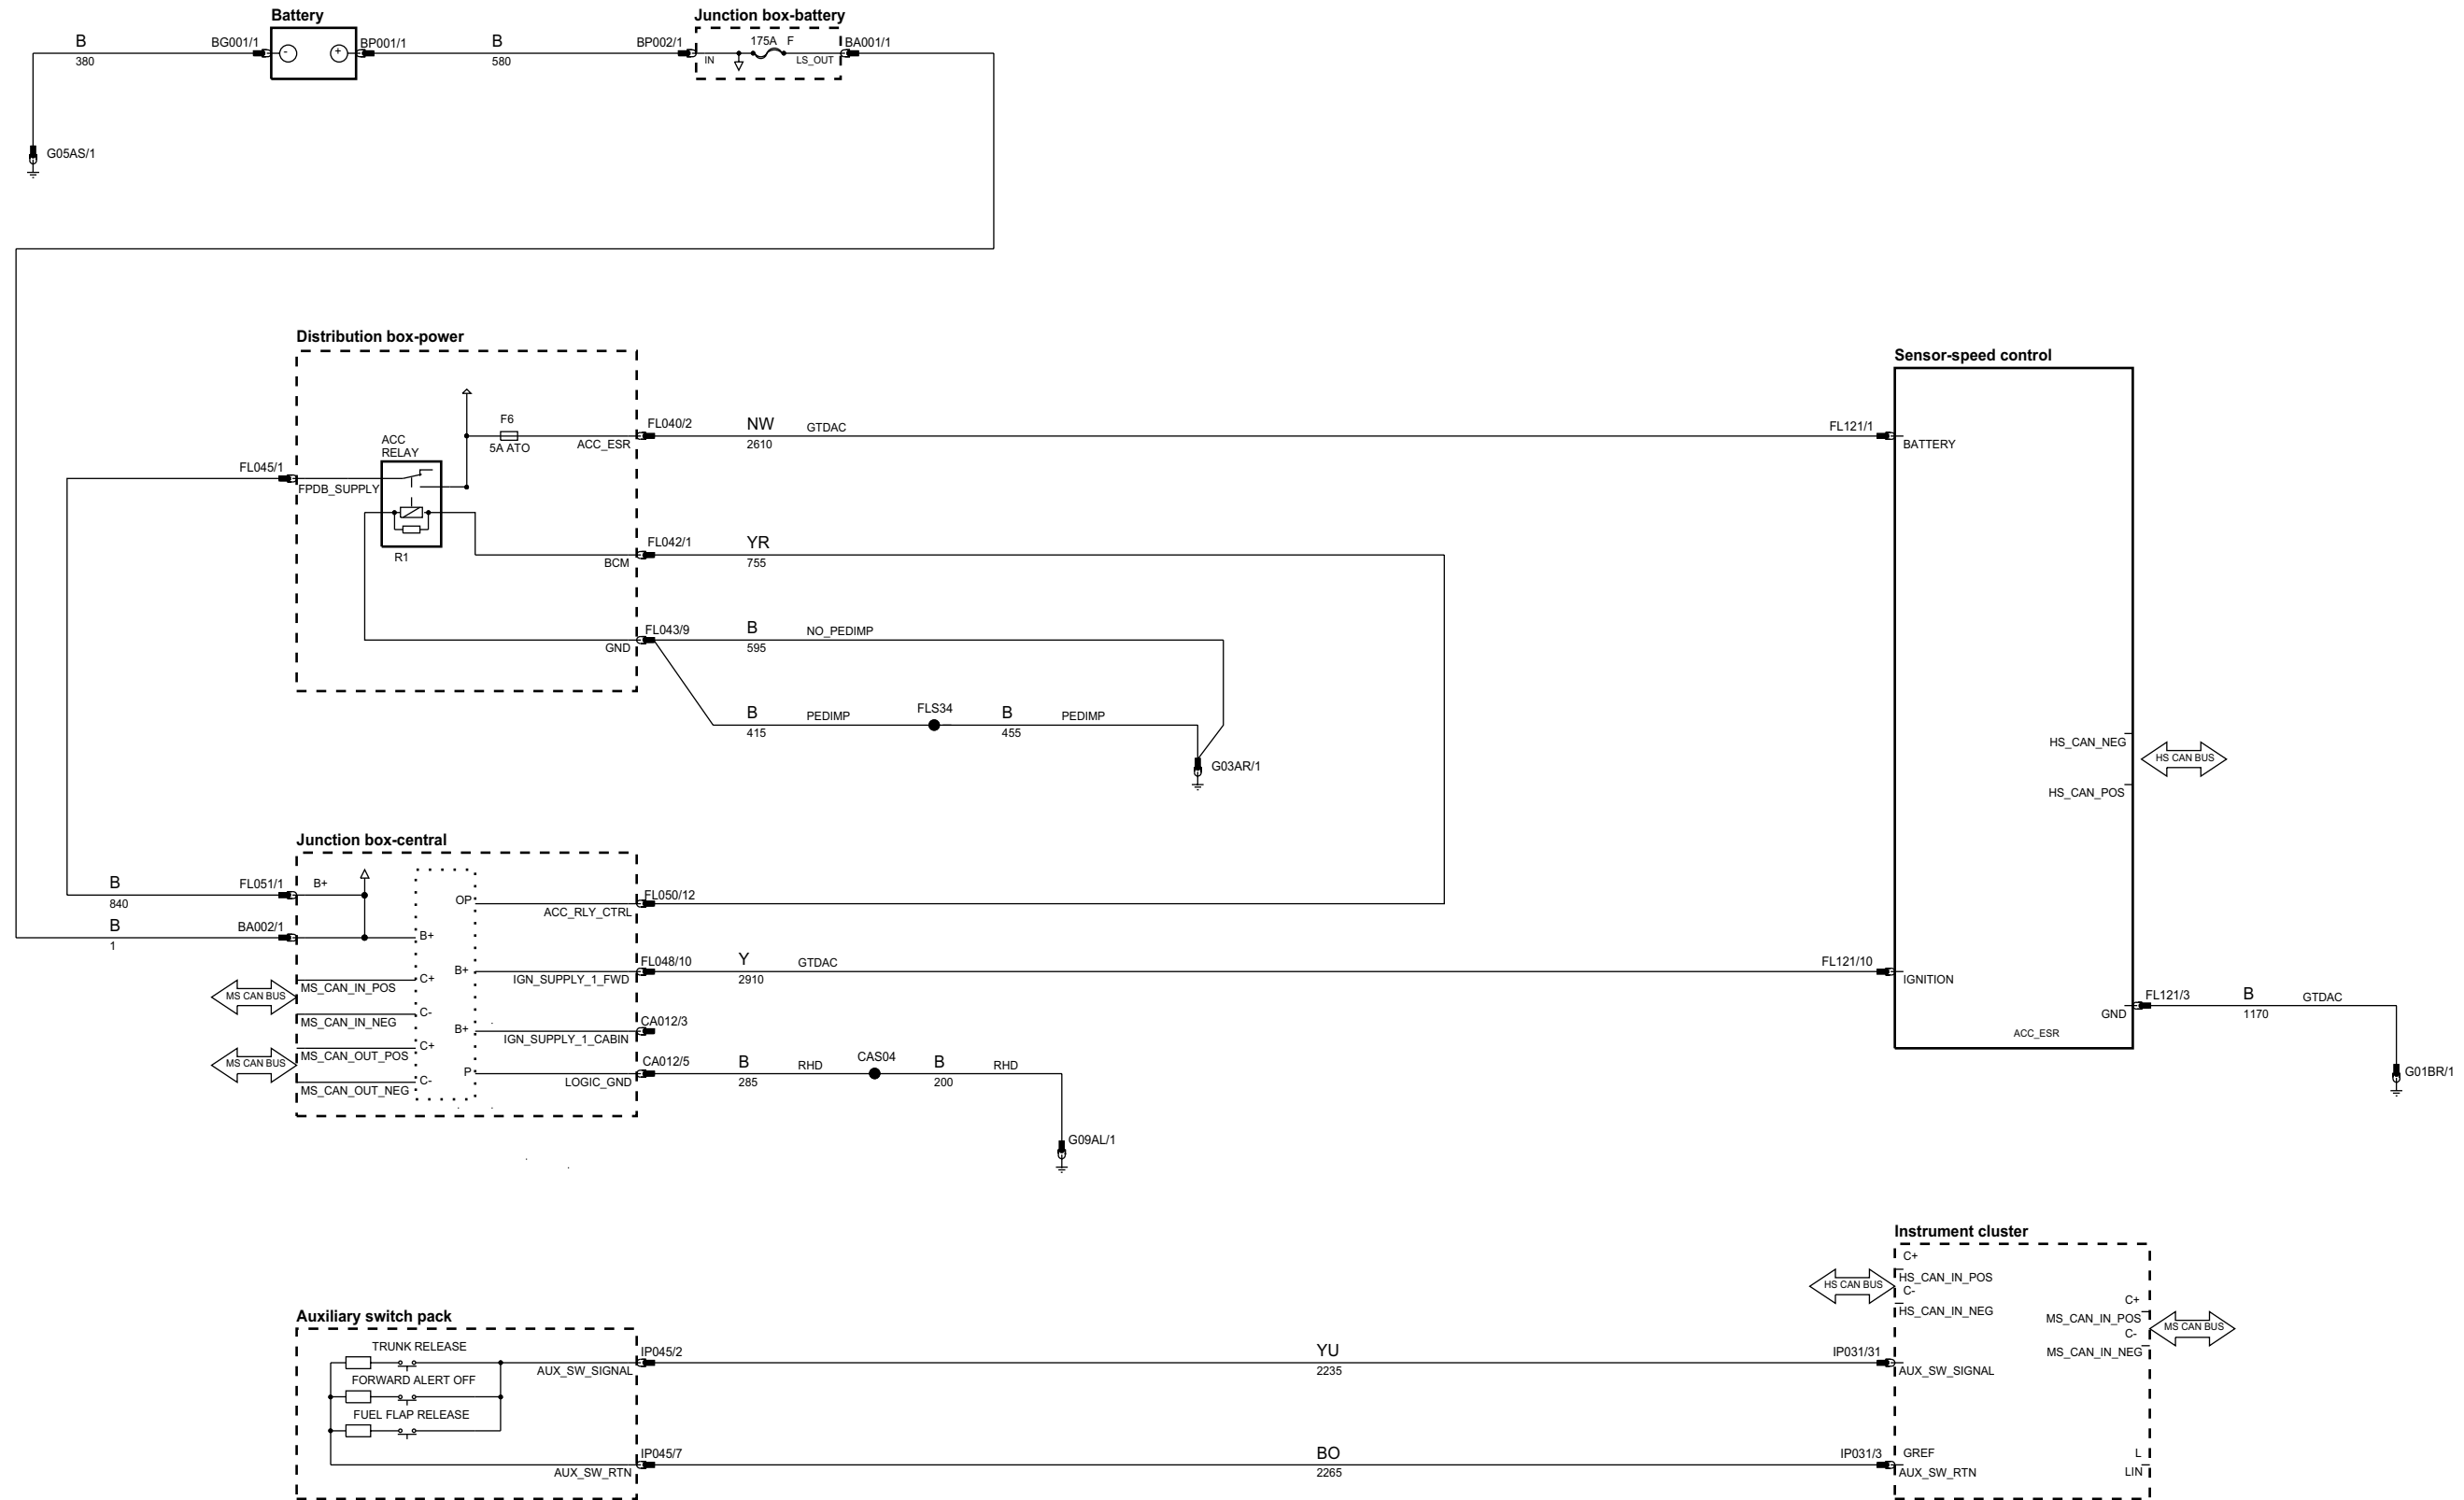 Battery
Junction box-battery
B
380
BG001/1
-
+
BP001/1
B
580
BP002/1
175A F
IN
LS_OUT
BA001/1
G05AS/1
Distribution box-power
Sensor-speed control
F6
5A ATO
ACC_ESR
FL040/2
NW
2610
GTDAC
FL121/1
BATTERY
ACC
RELAY
FL045/1
FPDB_SUPPLY
R1
FL042/1
BCM
YR
755
FL043/9
GND
B
595
NO_PEDIMP
B
415
PEDIMP
FLS34
B
455
PEDIMP
G03AR/1
HS_CAN_NEG
HS CAN BUS
HS_CAN_POS
Junction box-central
B
840
FL051/1
B+
OP
ACC_RLY_CTRL
FL050/12
B
1
BA002/1
B+
B+
IGN_SUPPLY_1_FWD
FL048/10
Y
2910
GTDAC
FL121/10
IGNITION
MS CAN BUS
MS_CAN_IN_POS
C+
MS_CAN_IN_NEG
C-
B+
IGN_SUPPLY_1_CABIN
CA012/3
MS CAN BUS
MS_CAN_OUT_POS
C+
MS_CAN_OUT_NEG
C-
P
LOGIC_GND
CA012/5
B
285
RHD
CAS04
B
200
RHD
G09AL/1
GND
FL121/3
B
1170
GTDAC
ACC_ESR
G01BR/1
Instrument cluster
C+
HS CAN BUS
HS_CAN_IN_POS
C-
HS_CAN_IN_NEG
C+
MS_CAN_IN_POS
MS CAN BUS
C-
MS_CAN_IN_NEG
Auxiliary switch pack
TRUNK RELEASE
FORWARD ALERT OFF
FUEL FLAP RELEASE
IP045/2
AUX_SW_SIGNAL
YU
2235
IP031/31
AUX_SW_SIGNAL
IP045/7
AUX_SW_RTN
BO
2265
IP031/3
GREF
AUX_SW_RTN
L
LIN